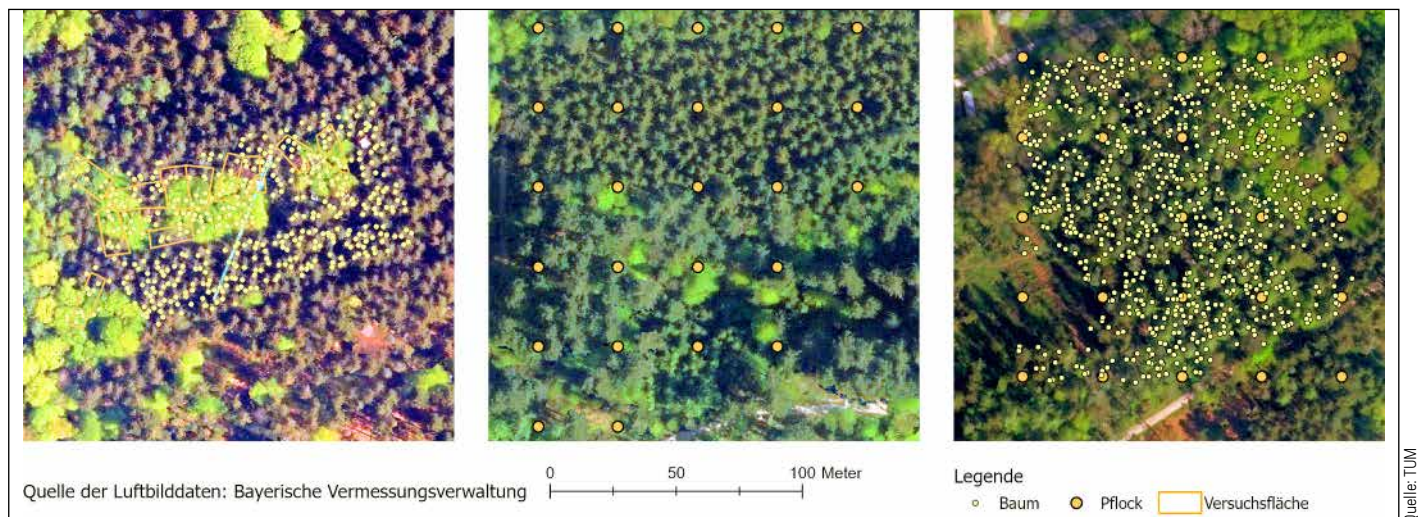 Quelle der Luftbilddaten: Bayerische Vermessungsverwaltung
0 50 100 Meter
Legende
Baum Pflock Versuchsfläche
Quelle: TUM